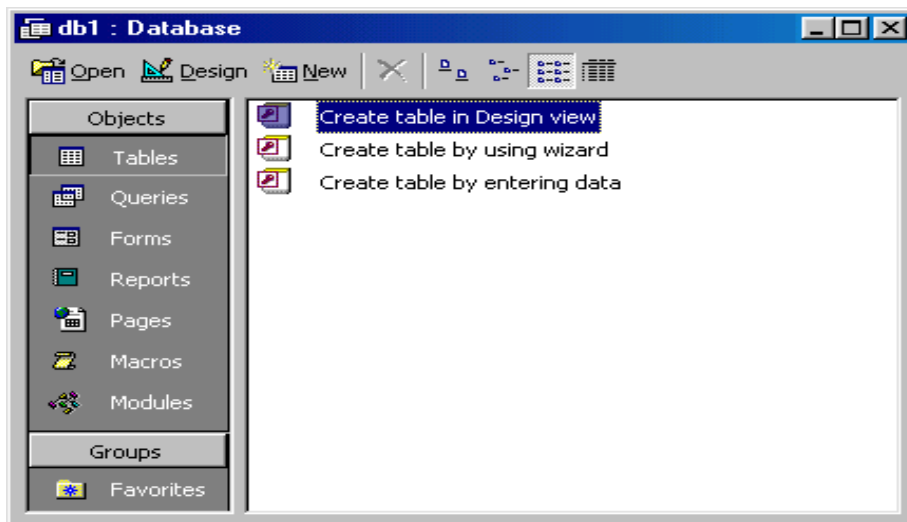 db1 : Database
Open Design New
Objects
Tables
Queries
Forms
Reports
Pages
Macros
Modules
Groups
Favorites
Create table in Design view
Create table by using wizard
Create table by entering data